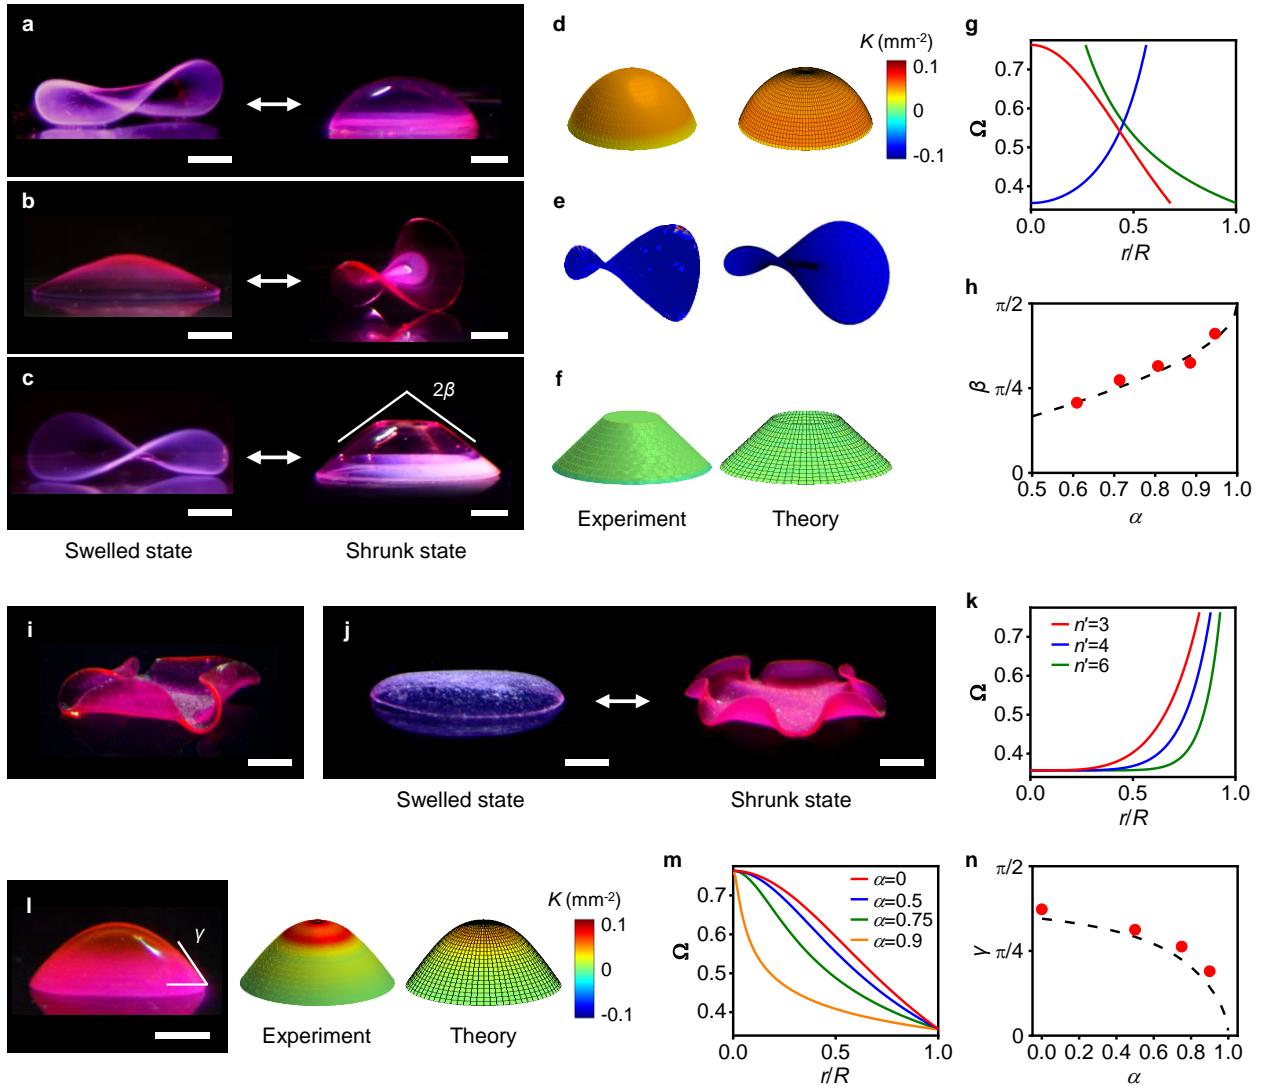 a
b
c
2β
Swelled state
Shrunk state
d
K (mm⁻²)
0.1
0
-0.1
e
f
Experiment
Theory
g
Ω
0.7
0.6
0.5
0.4
0.0
0.5
1.0
r/R
h
β
π/2
π/4
0
0.5
0.6
0.7
0.8
0.9
1.0
α
i
j
Swelled state
Shrunk state
k
n'=3
n'=4
n'=6
Ω
0.7
0.6
0.5
0.4
0.0
0.5
1.0
r/R
l
γ
Experiment
Theory
K (mm⁻²)
0.1
0
-0.1
m
α=0
α=0.5
α=0.75
α=0.9
Ω
0.7
0.6
0.5
0.4
0.0
0.5
1.0
r/R
n
γ
π/2
π/4
0
0.0
0.2
0.4
0.6
0.8
1.0
α